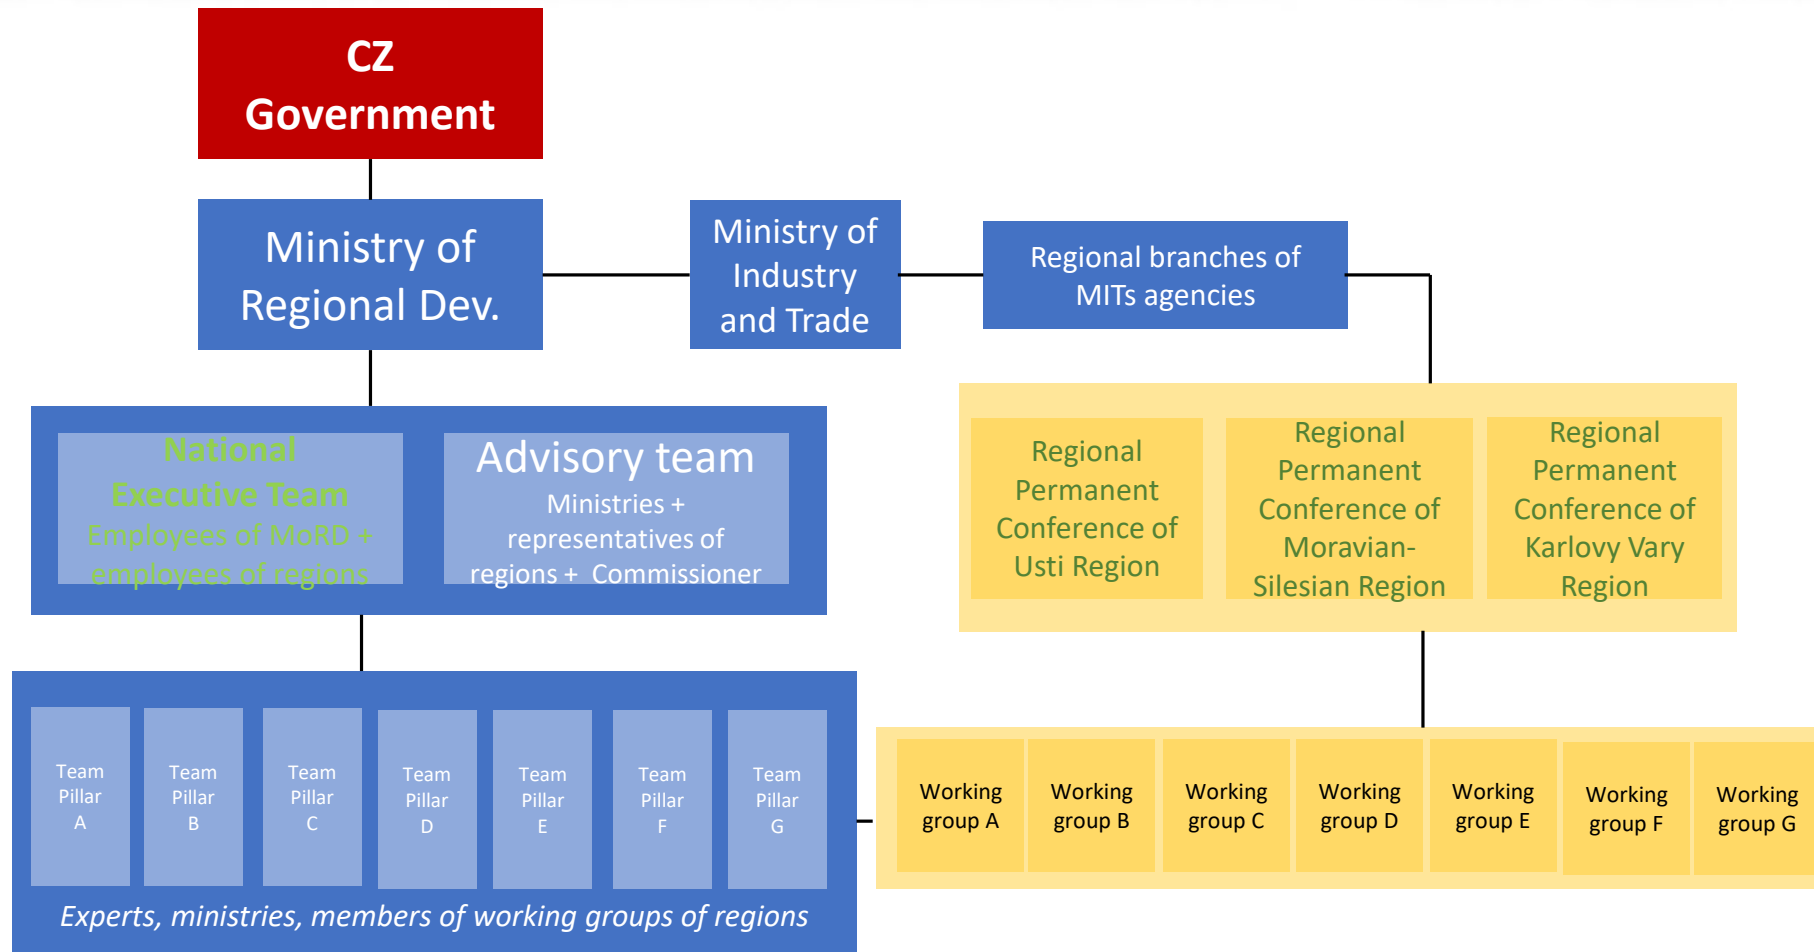 CZ
Government
Ministry of
Regional Dev.
Ministry of
Industry
and Trade
Regional branches of
MITs agencies
National
Executive Team
Employees of MoRD +
employees of regions
Advisory team
Ministries +
representatives of
regions + Commissioner
Regional
Permanent
Conference of
Usti Region
Regional
Permanent
Conference of
Moravian-
Silesian Region
Regional
Permanent
Conference of
Karlovy Vary
Region
Team
Pillar
A
Team
Pillar
B
Team
Pillar
C
Team
Pillar
D
Team
Pillar
E
Team
Pillar
F
Team
Pillar
G
Experts, ministries, members of working groups of regions
Working
group A
Working
group B
Working
group C
Working
group D
Working
group E
Working
group F
Working
group G